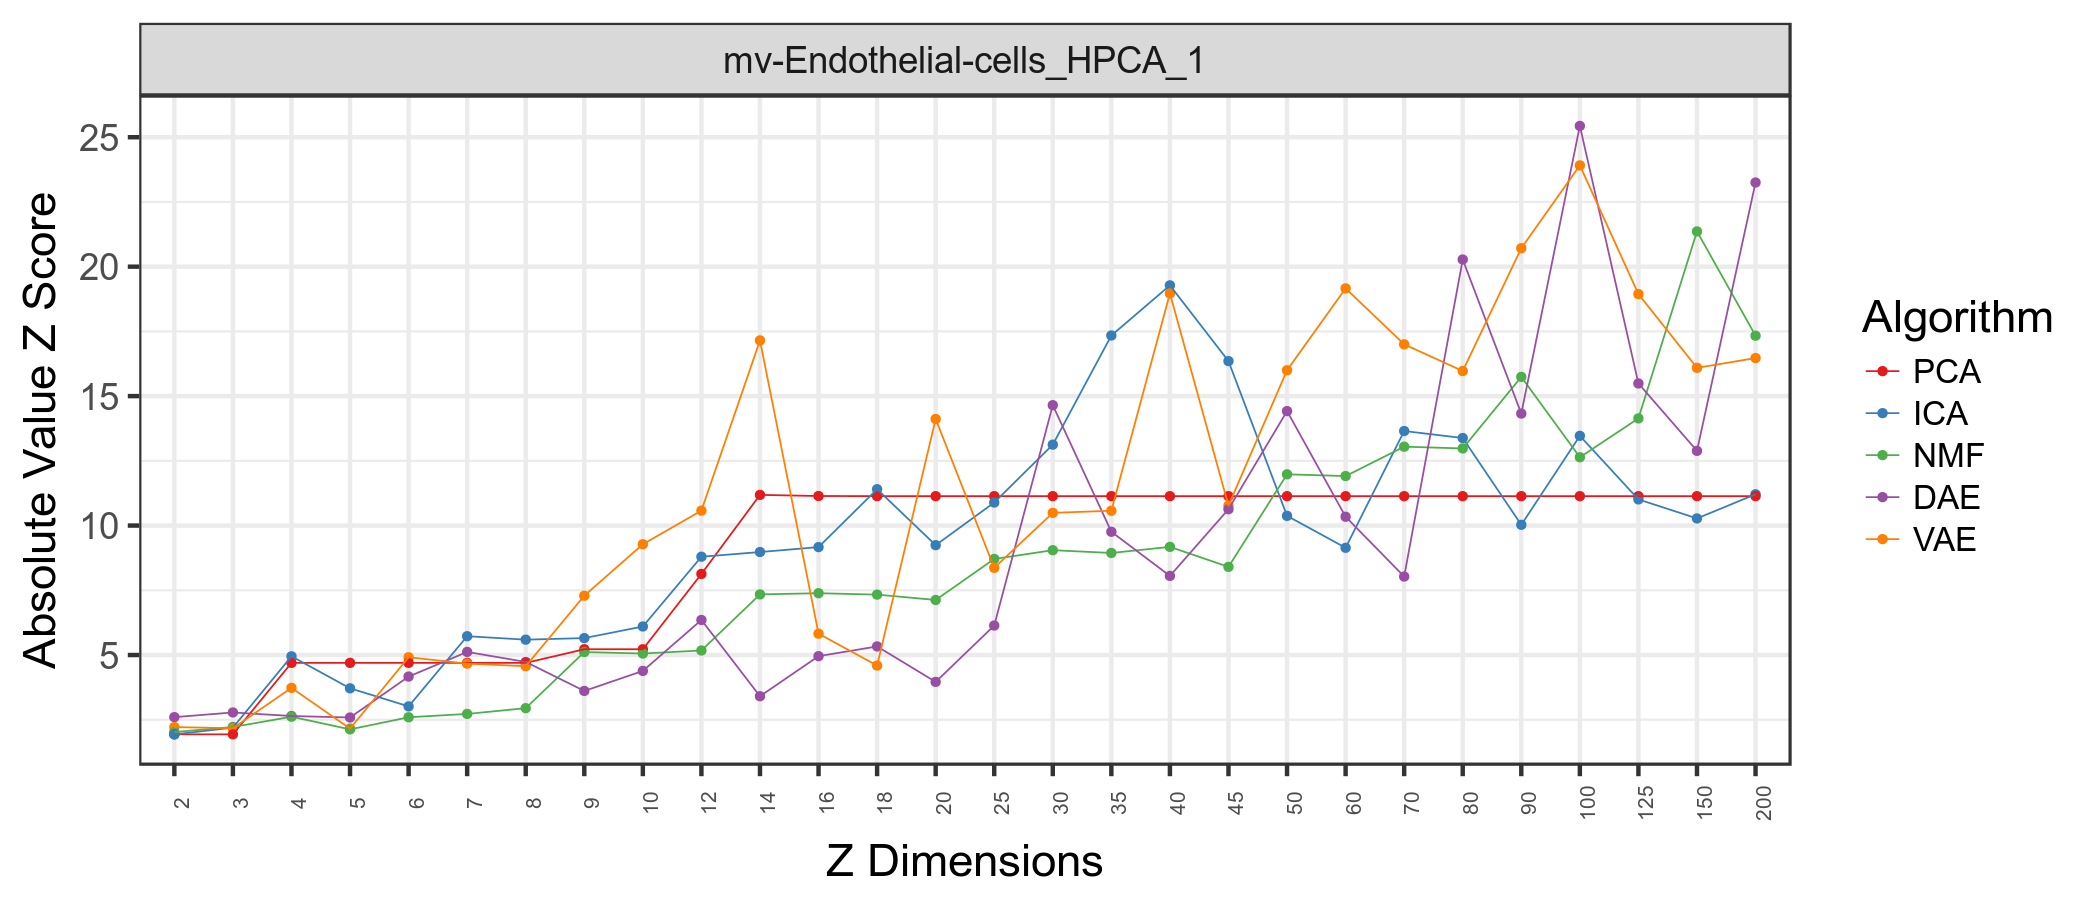 mv-Endothelial-cells_HPCA_1
Absolute Value Z Score
25
20
15
10
5
2 3 4 5 6 7 8 9 10 12 14 16 18 20 25 30 35 40 45 50 60 70 80 90 100 125 150 200
Z Dimensions
Algorithm
PCA
ICA
NMF
DAE
VAE